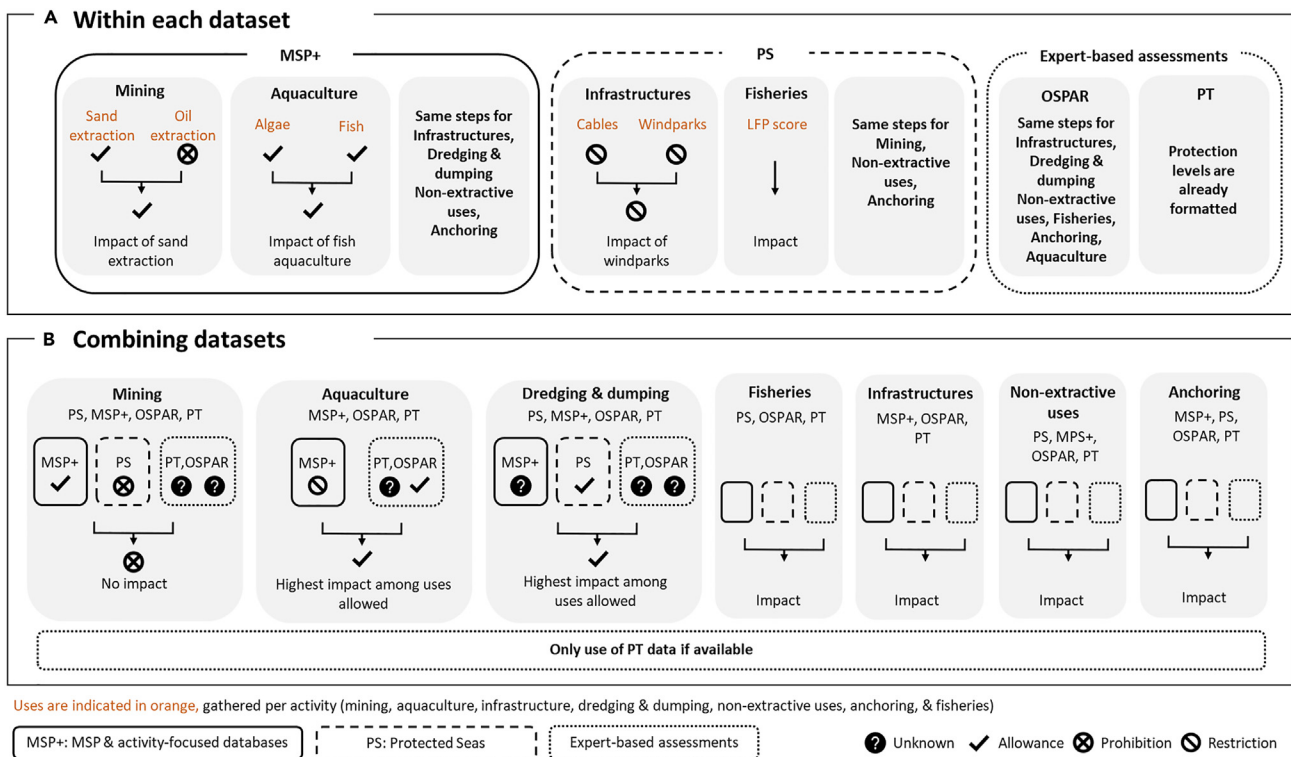 A Within each dataset
MSP+
Mining
Sand
extraction
Oil
extraction
Impact of sand
extraction
Aquaculture
Algae
Fish
Impact of fish
aquaculture
Same steps for
Infrastructures,
Dredging &
dumping
Non-extractive
uses,
Anchoring
PS
Infrastructures
Cables
Windparks
Impact of
windparks
Fisheries
LFP score
Impact
Same steps for
Mining,
Non-extractive
uses,
Anchoring
Expert-based assessments
OSPAR
Same steps for
Infrastructures,
Dredging &
dumping
Non-extractive
uses, Fisheries,
Anchoring,
Aquaculture
PT
Protection
levels are
already
formatted
B Combining datasets
Mining
PS, MSP+, OSPAR, PT
MSP+
PS
PT,OSPAR
? ?
No impact
Aquaculture
MSP+, OSPAR, PT
MSP+
PT,OSPAR
?
Highest impact among uses
allowed
Dredging & dumping
PS, MSP+, OSPAR, PT
MSP+
?
PS
PT,OSPAR
? ?
Highest impact among uses
allowed
Fisheries
PS, OSPAR, PT
Impact
Infrastructures
MSP+, OSPAR,
PT
Impact
Non-extractive
uses
PS, MPS+,
OSPAR, PT
Impact
Anchoring
MSP+, PS,
OSPAR, PT
Impact
Only use of PT data if available
Uses are indicated in orange, gathered per activity (mining, aquaculture, infrastructure, dredging & dumping, non-extractive uses, anchoring, & fisheries)
MSP+: MSP & activity-focused databases
PS: Protected Seas
Expert-based assessments
? Unknown
Allowance
Prohibition
Restriction